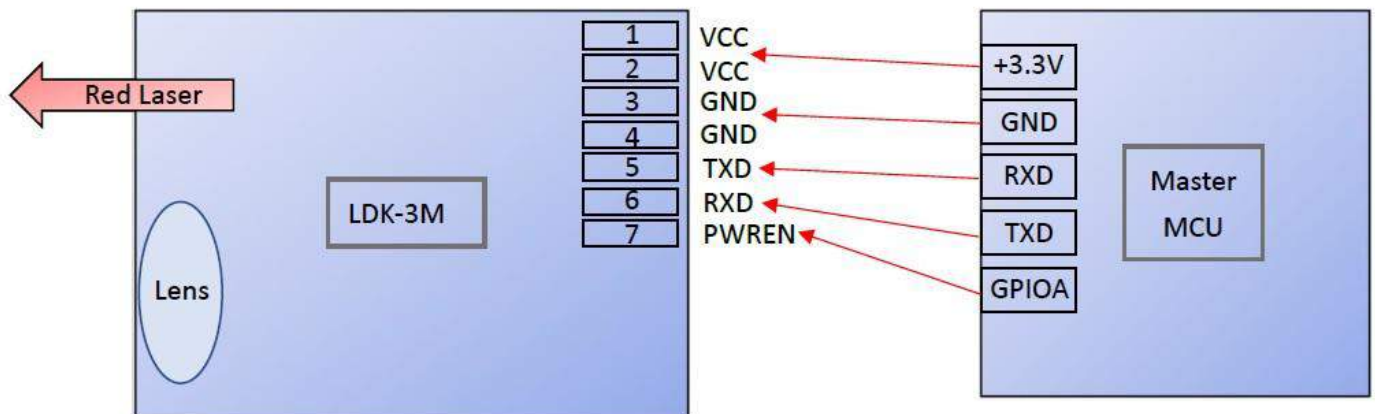 Red Laser
LDK-3M
Lens
1 VCC
2 VCC
3 GND
4 GND
5 TXD
6 RXD
7 PWREN
+3.3V
GND
RXD
TXD
GPIOA
Master
MCU